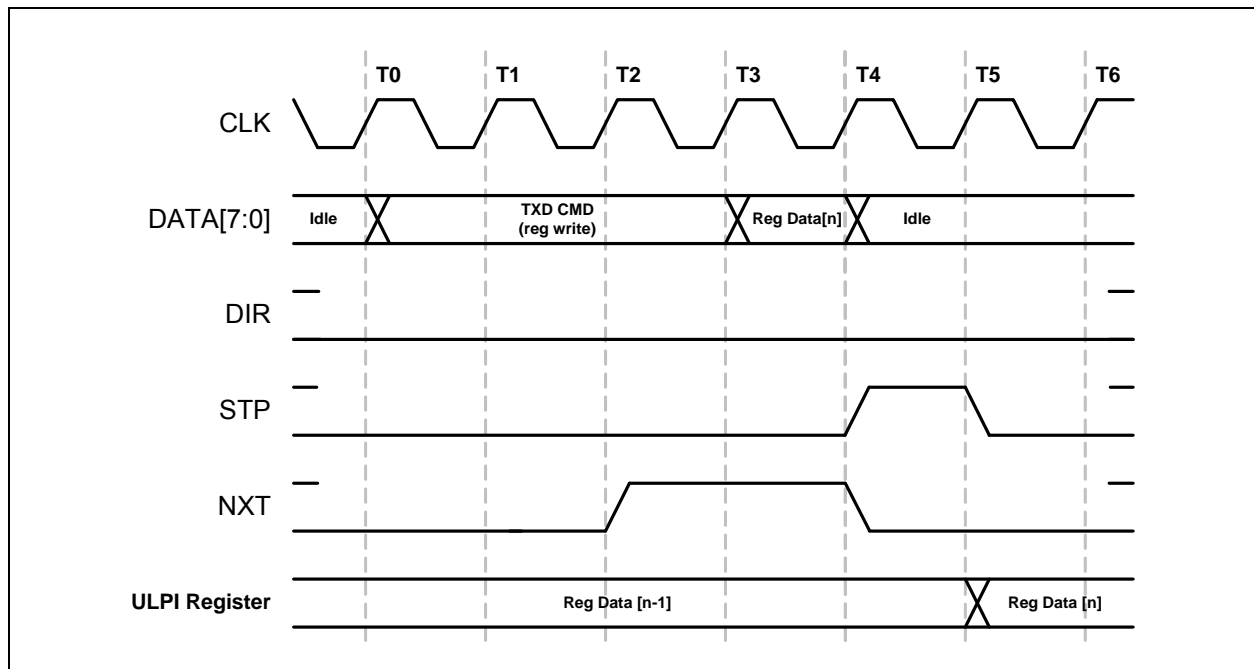 T0 T1 T2 T3 T4 T5 T6
CLK
DATA[7:0] Idle TXD CMD Reg Data[n] Idle
(reg write)
DIR
STP
NXT
ULPI Register Reg Data [n-1] Reg Data [n]